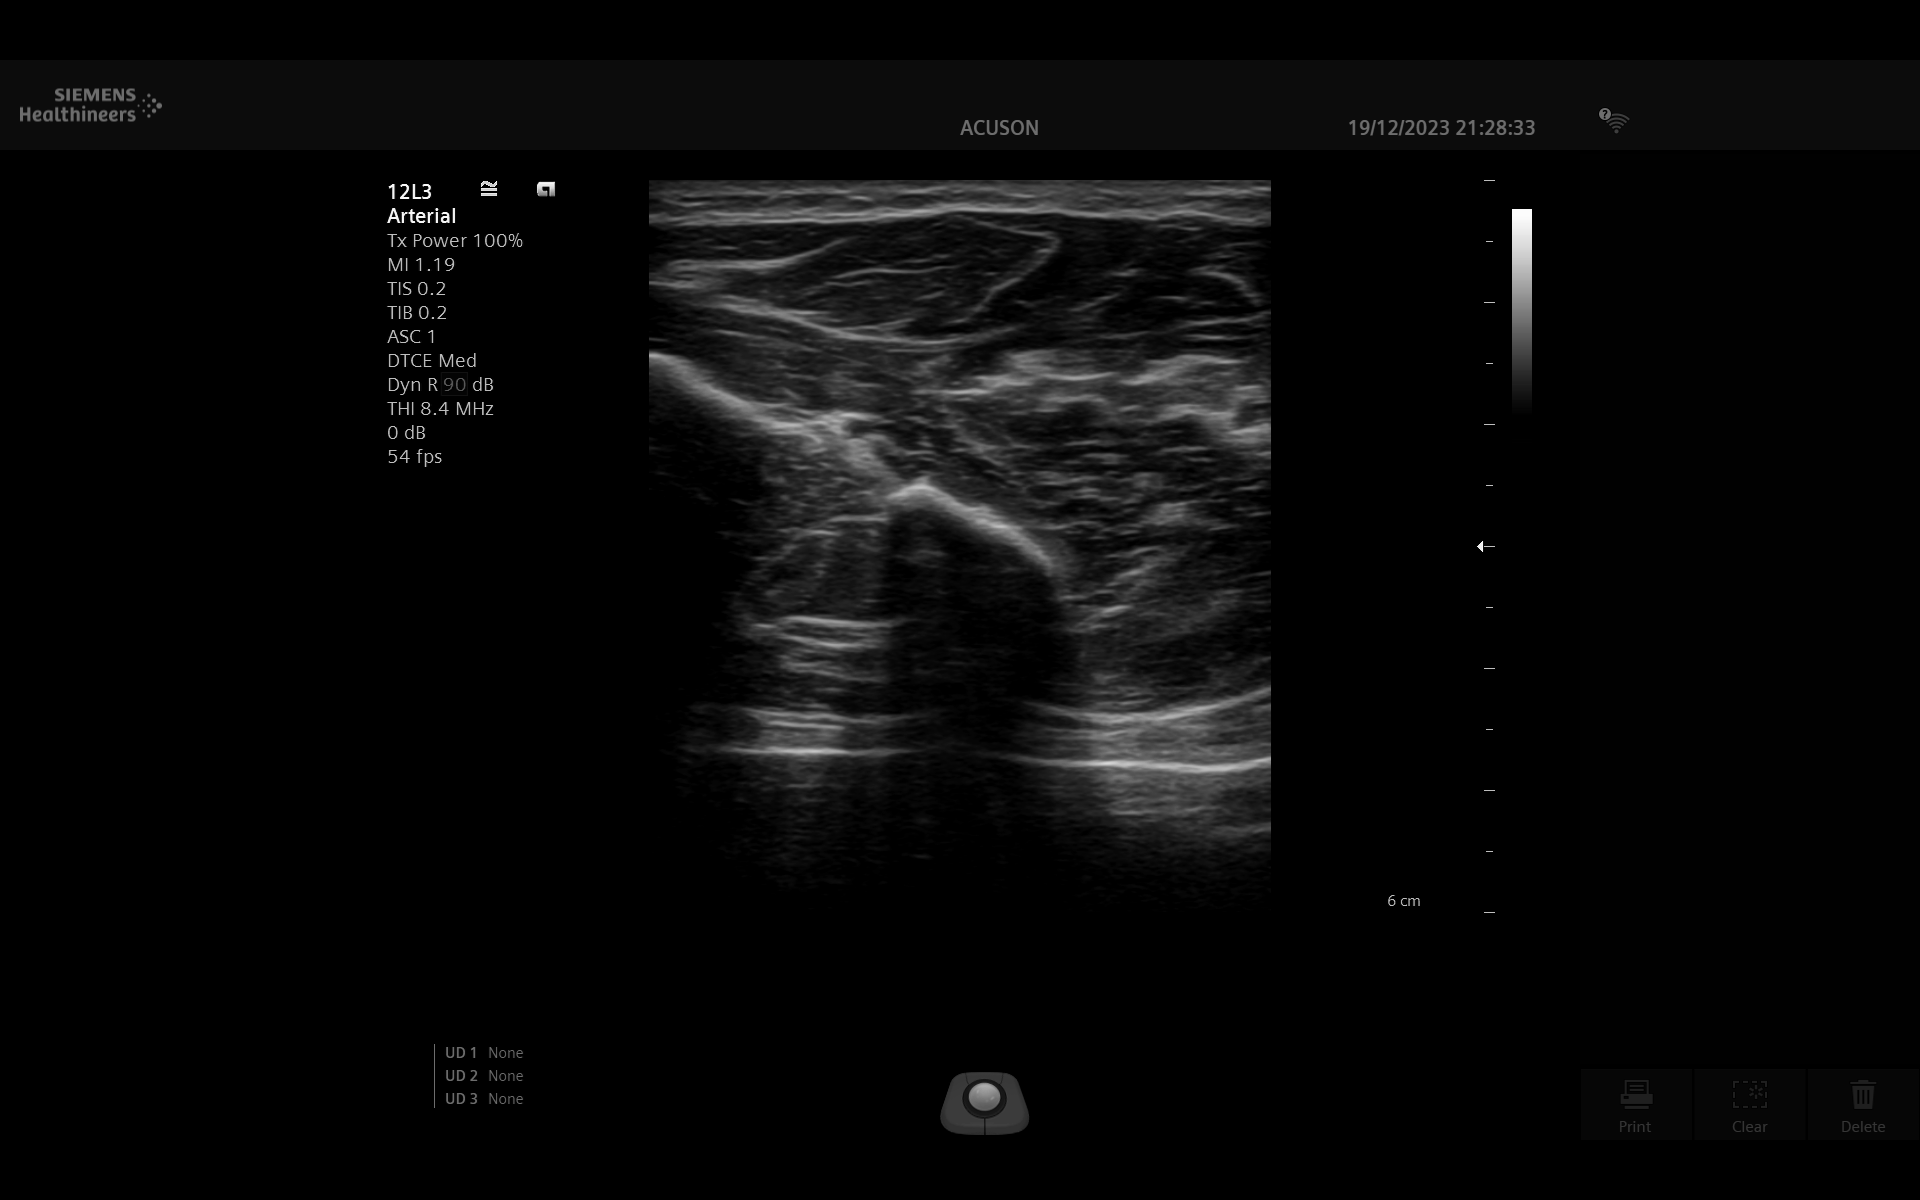 SIEMENS
Healthineers
ACUSON
19/12/2023 21:28:33
?
12L3
Arterial
Tx Power 100%
MI 1.19
TIS 0.2
TIB 0.2
ASC 1
DTCE Med
Dyn R 90 dB
THI 8.4 MHz
0 dB
54 fps
6 cm
UD 1 None
UD 2 None
UD 3 None
Print
Clear
Delete